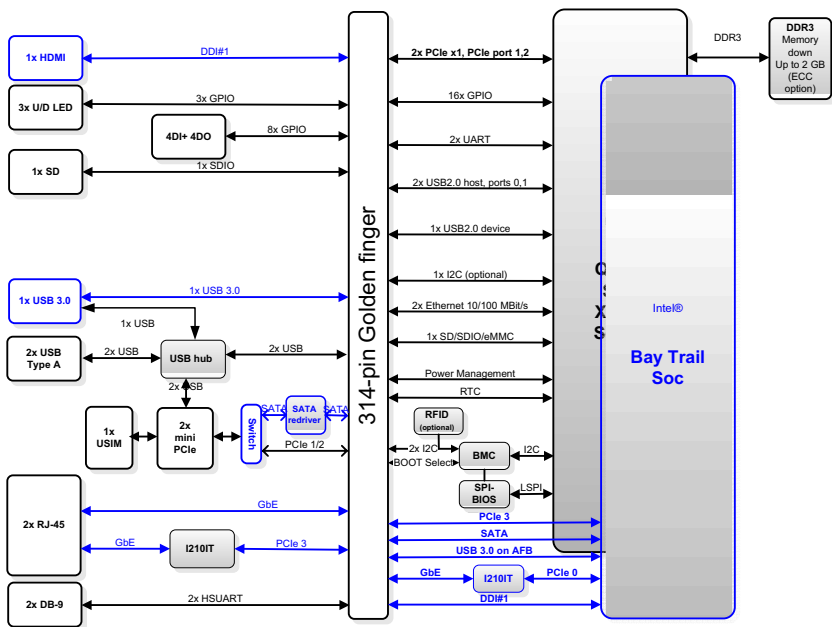 1x HDMI
DDI#1
3x U/D LED
3x GPIO
4DI+ 4DO
8x GPIO
1x SD
1x SDIO
1x USB 3.0
1x USB 3.0
1x USB
2x USB
Type A
2x USB
USB hub
2x USB
2x USB
1x
USIM
2x
mini
PCIe
Switch
SATA
SATA
redriver
SATA
PCIe 1/2
2x RJ-45
GbE
GbE
I210IT
PCIe 3
2x DB-9
2x HSUART
314-pin Golden finger
2x PCIe x1, PCIe port 1,2
16x GPIO
2x UART
2x USB2.0 host, ports 0,1
1x USB2.0 device
1x I2C (optional)
2x Ethernet 10/100 MBit/s
1x SD/SDIO/eMMC
Power Management
RTC
RFID
(optional)
2x I2C
BMC
I2C
BOOT Select
SPI-
BIOS
LSPI
PCIe 3
SATA
USB 3.0 on AFB
GbE
I210IT
PCIe 0
DDI#1
X
S
Intel®
Bay Trail
Soc
DDR3
DDR3
Memory
down
Up to 2 GB
(ECC
option)